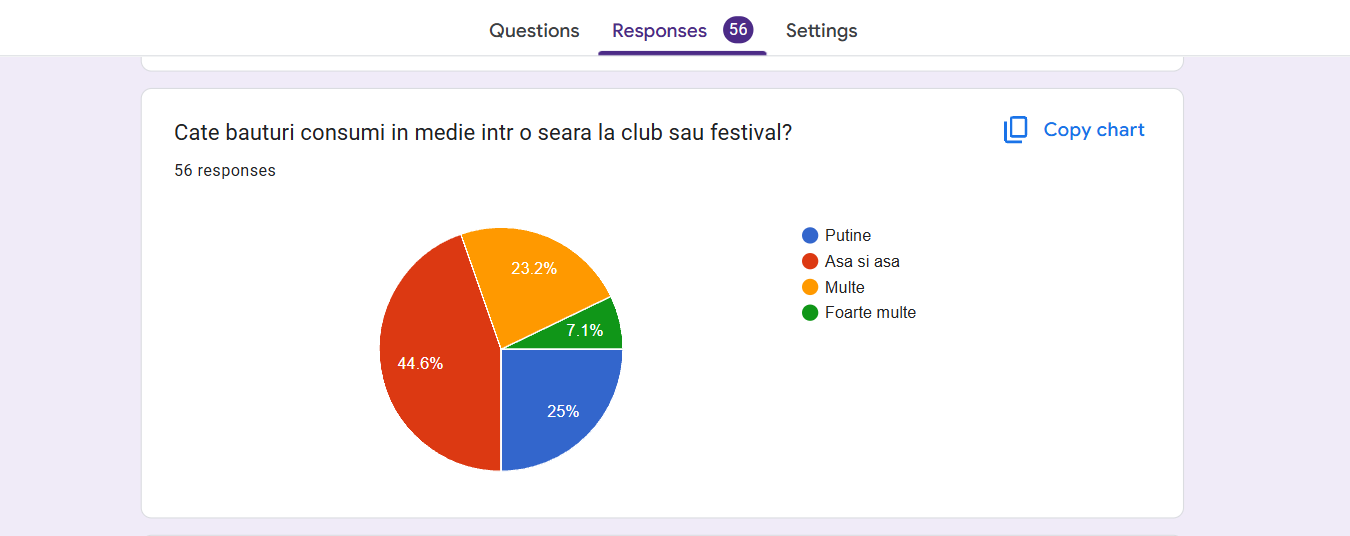 Questions Responses 56 Settings
Cate bauturi consumi in medie intr o seara la club sau festival?
Copy chart
56 responses
23.2%
7.1%
44.6%
25%
Putine
Asa si asa
Multe
Foarte multe